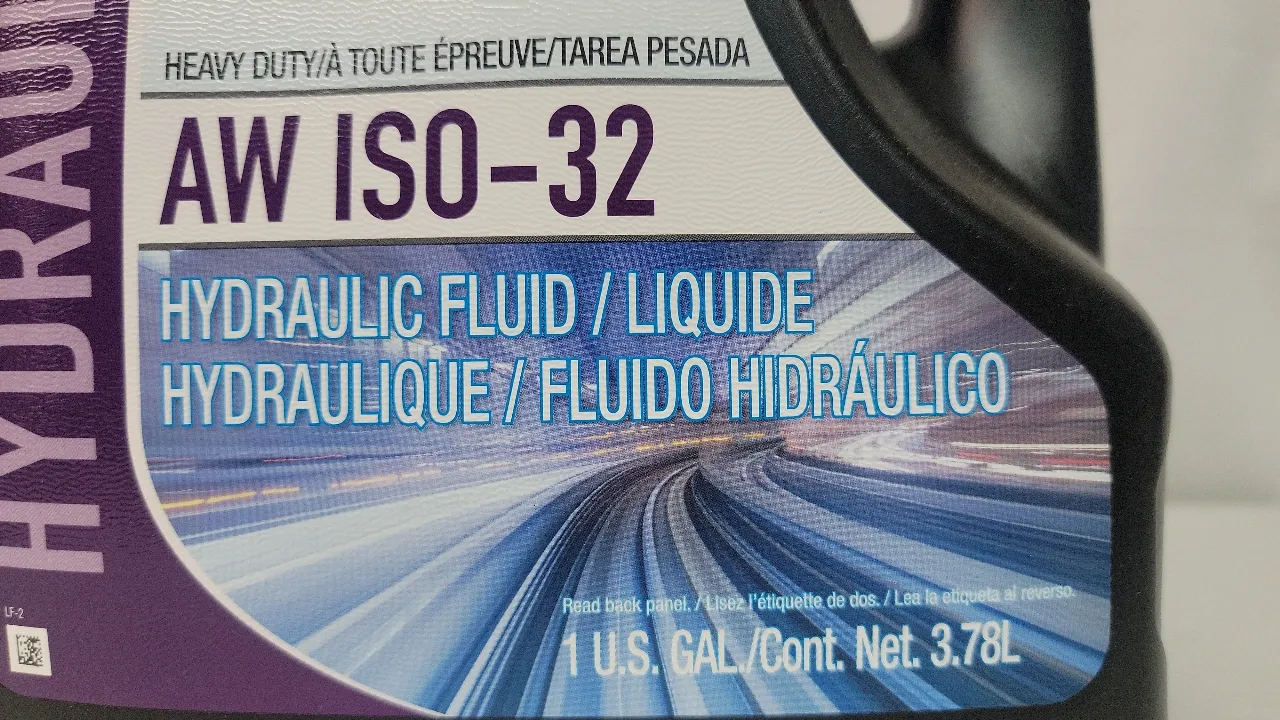 HEAVY DUTY/À TOUTE ÉPREUVE/TAREA PESADA
AW ISO-32
HYDRAULIC FLUID / LIQUIDE
HYDRAULIQUE / FLUIDO HIDRÁULICO
Read back panel. / Lisez l'étiquette de dos. / Lea la etiqueta al reverso.
1 U.S. GAL./Cont. Net. 3.78L
HYDRAUL
LF-2